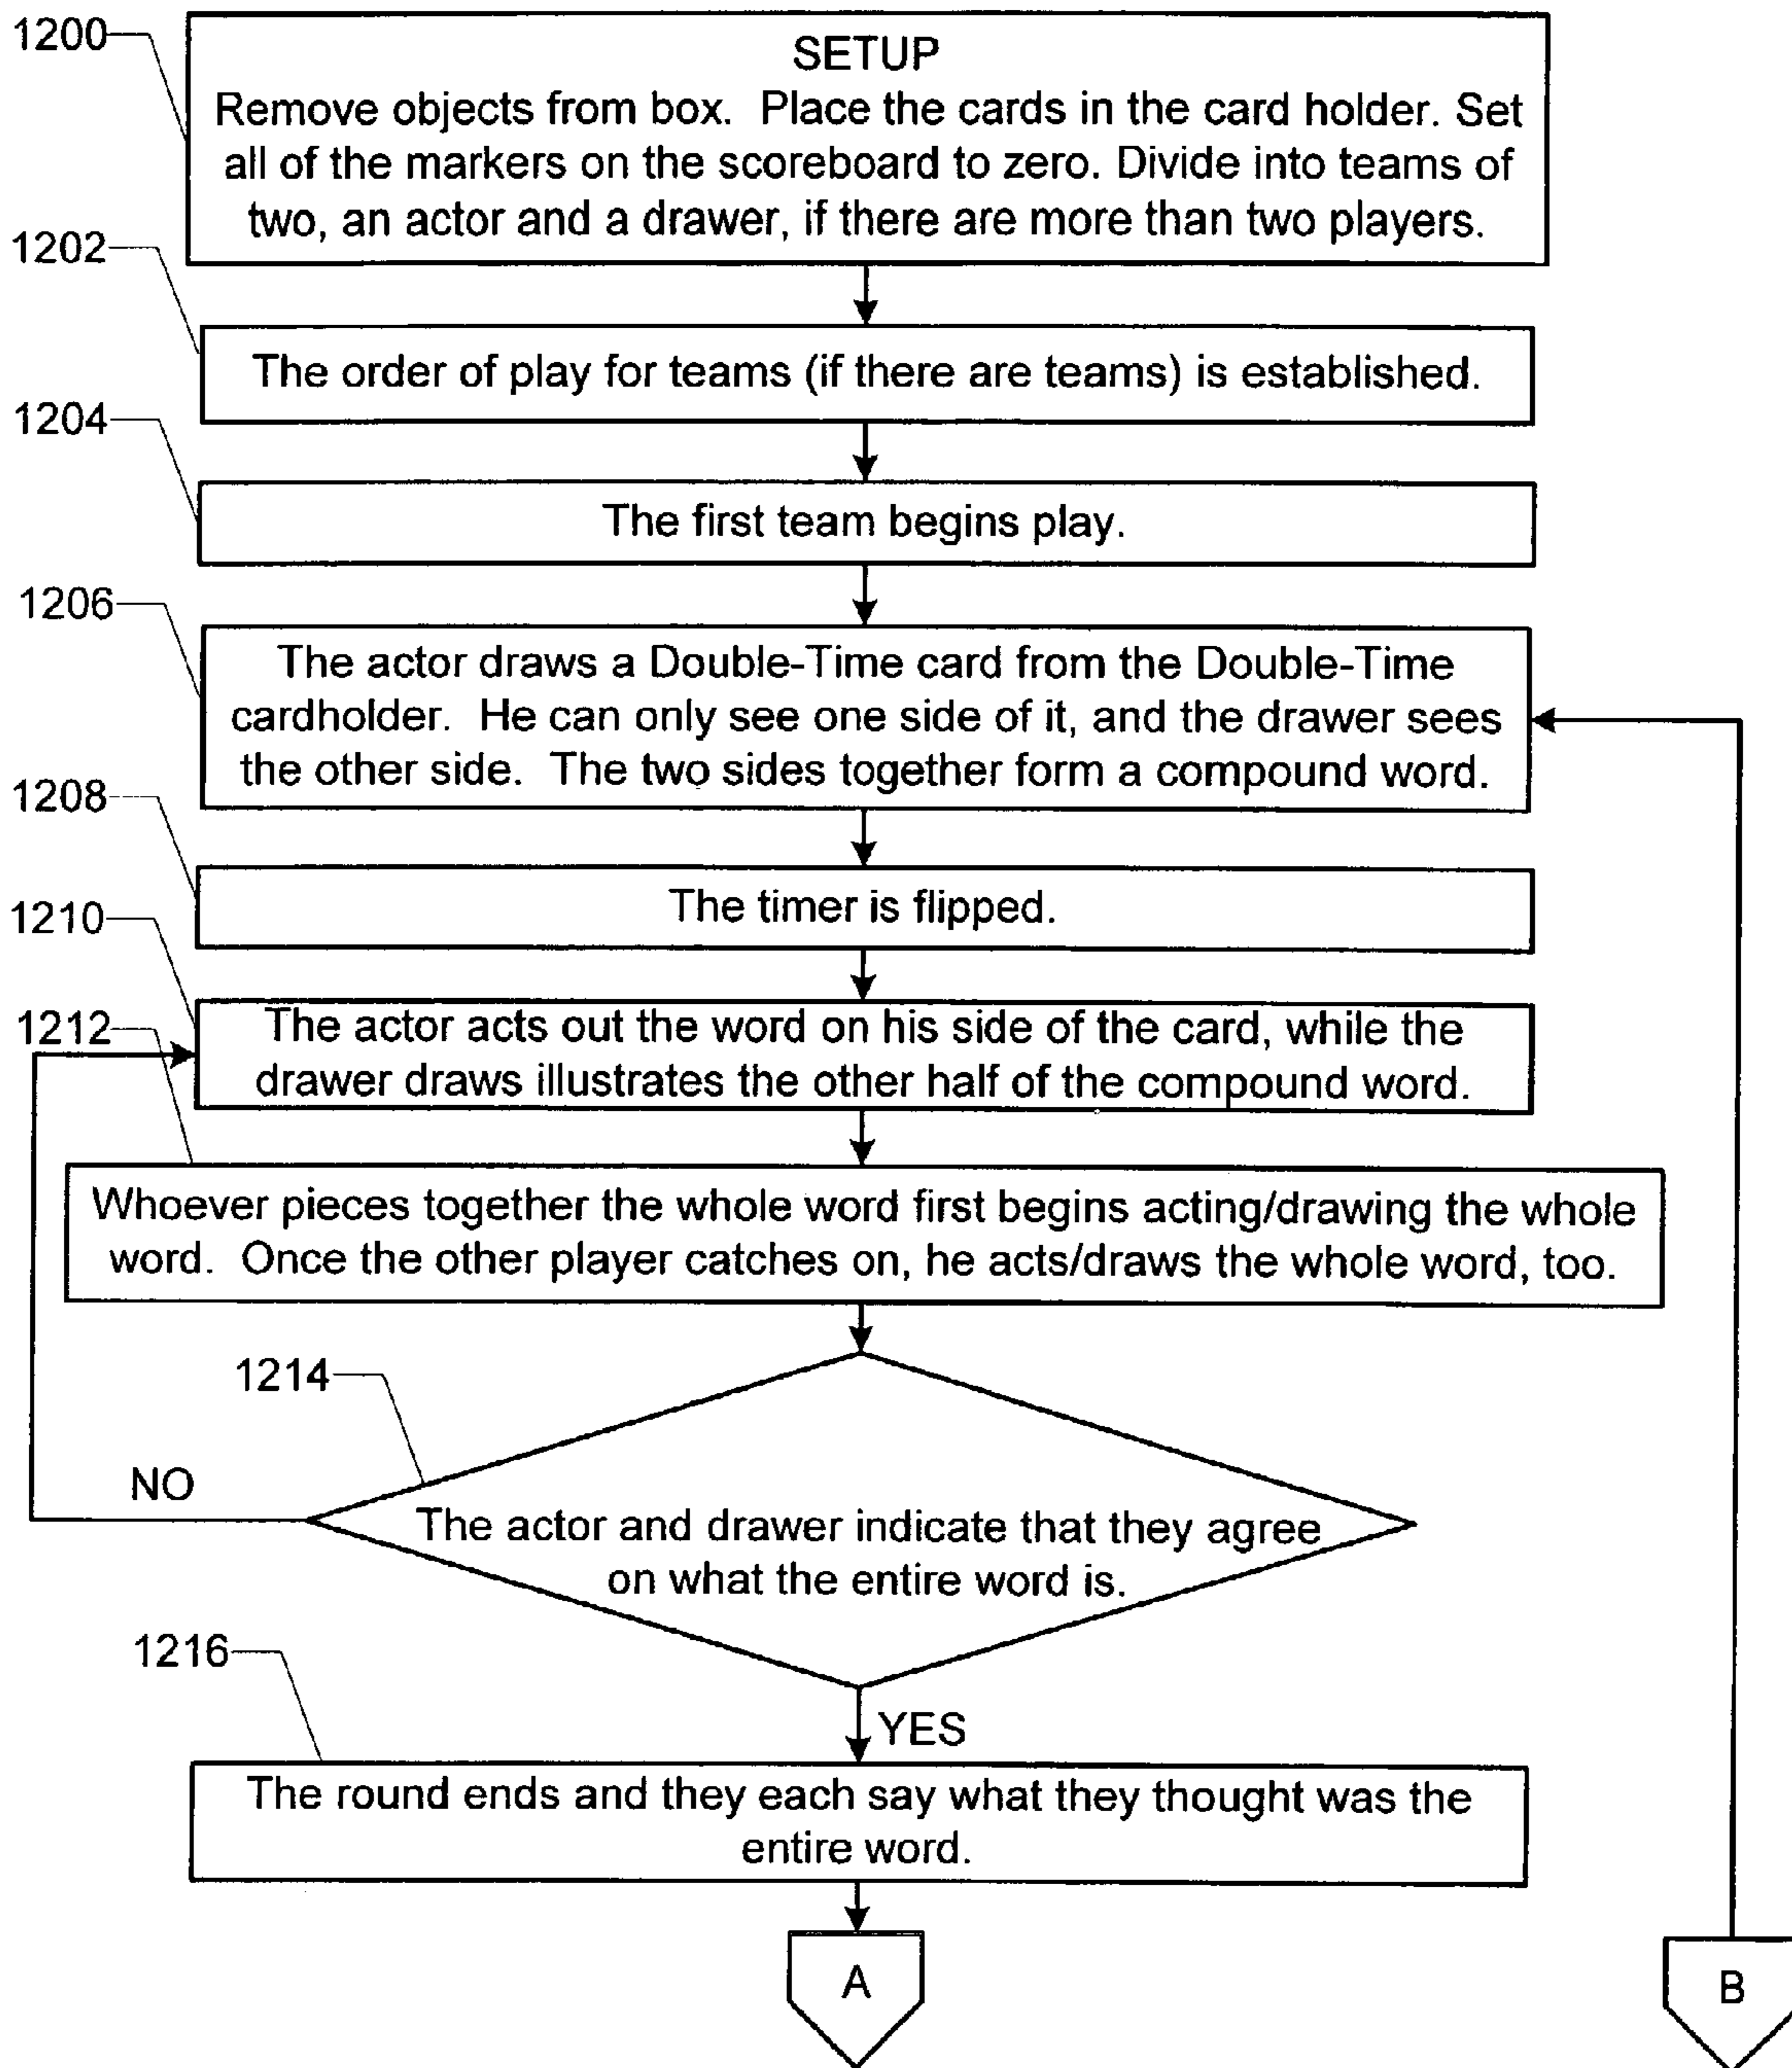 1200
SETUP
Remove objects from box. Place the cards in the card holder. Set
all of the markers on the scoreboard to zero. Divide into teams of
two, an actor and a drawer, if there are more than two players.
1202
The order of play for teams (if there are teams) is established.
1204
The first team begins play.
1206
The actor draws a Double-Time card from the Double-Time
cardholder. He can only see one side of it, and the drawer sees
the other side. The two sides together form a compound word.
1208
The timer is flipped.
1210
The actor acts out the word on his side of the card, while the
drawer draws illustrates the other half of the compound word.
1212
Whoever pieces together the whole word first begins acting/drawing the whole
word. Once the other player catches on, he acts/draws the whole word, too.
1214
NO
The actor and drawer indicate that they agree
on what the entire word is.
1216
YES
The round ends and they each say what they thought was the
entire word.
A
B